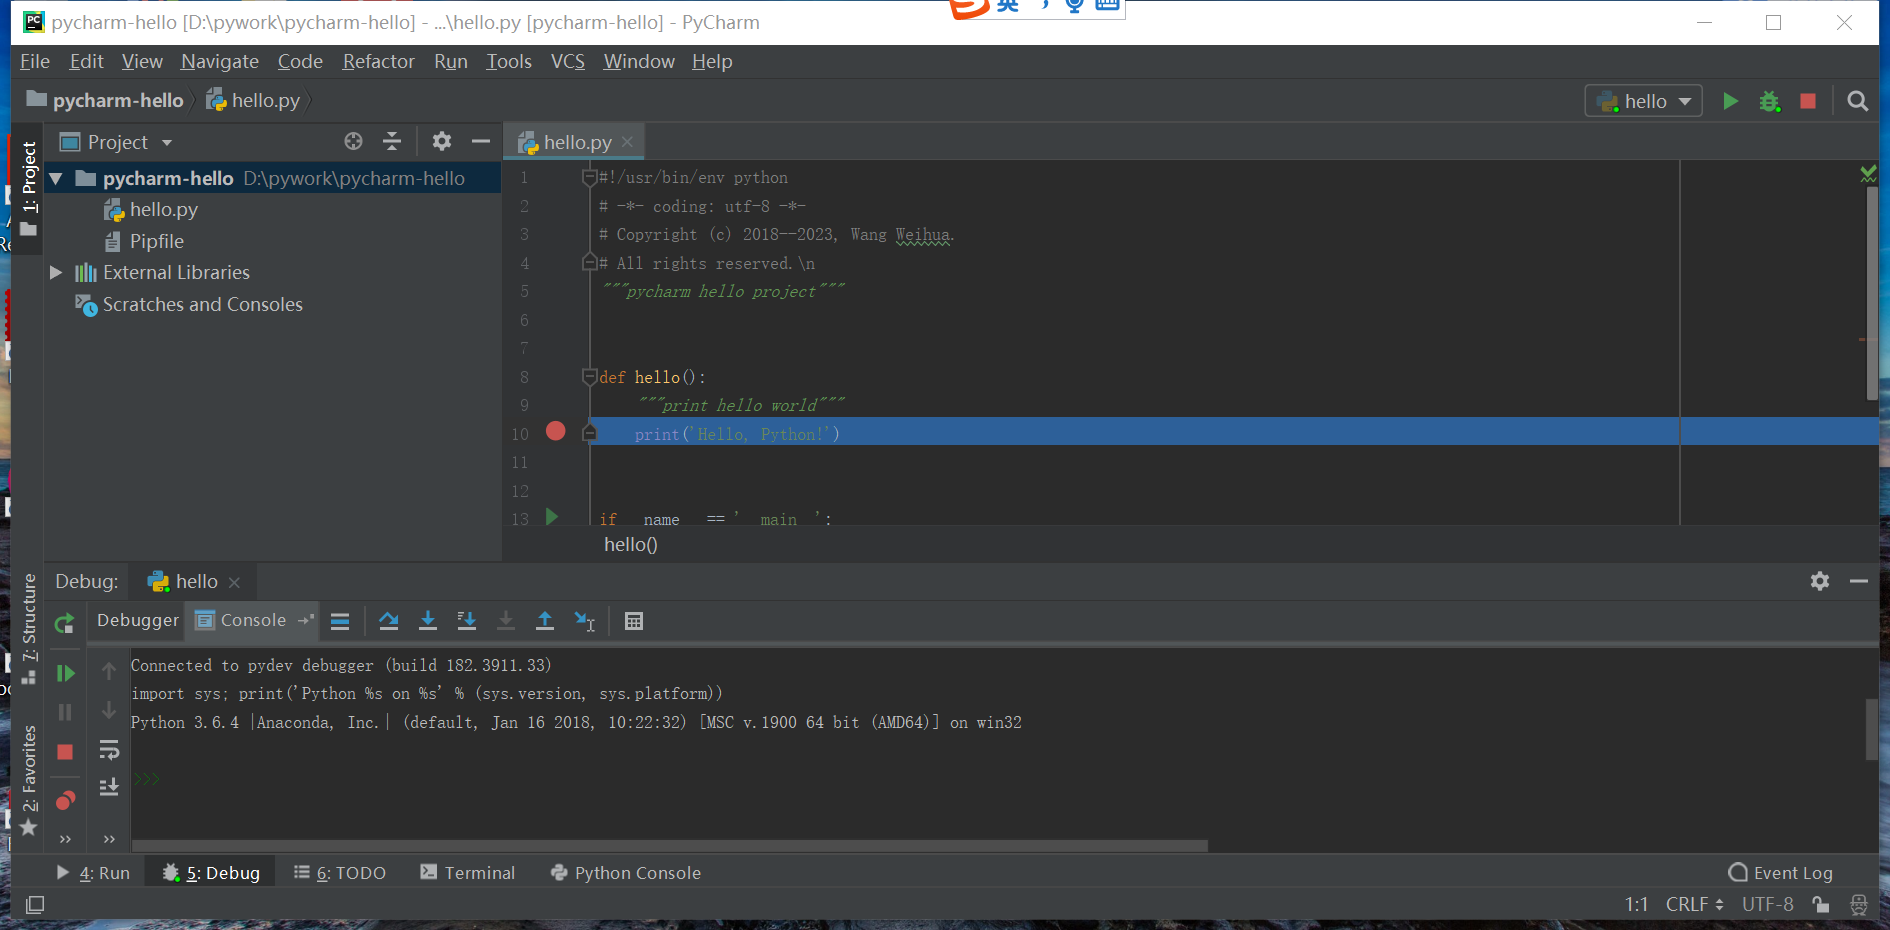 pycharm-hello [D:\pywork\pycharm-hello] - ...\hello.py [pycharm-hello] - PyCharm
英
File Edit View Navigate Code Refactor Run Tools VCS Window Help
pycharm-hello hello.py hello
1: Project
Project
hello.py
pycharm-hello D:\pywork\pycharm-hello
hello.py
Pipfile
External Libraries
Scratches and Consoles
1 #!/usr/bin/env python
2 # -*- coding: utf-8 -*-
3 # Copyright (c) 2018--2023, Wang Weihua.
4 # All rights reserved.\n
5 """pycharm hello project"""
6
7
8 def hello():
9 """print hello world"""
10 print('Hello, Python!')
11
12
13 if __name__ == '__main__':
hello()
7: Structure
2: Favorites
Debug: hello
Debugger Console
Connected to pydev debugger (build 182.3911.33)
import sys; print('Python %s on %s' % (sys.version, sys.platform))
Python 3.6.4 |Anaconda, Inc.| (default, Jan 16 2018, 10:22:32) [MSC v.1900 64 bit (AMD64)] on win32
>>>
4: Run 5: Debug 6: TODO Terminal Python Console Event Log
1:1 CRLF UTF-8